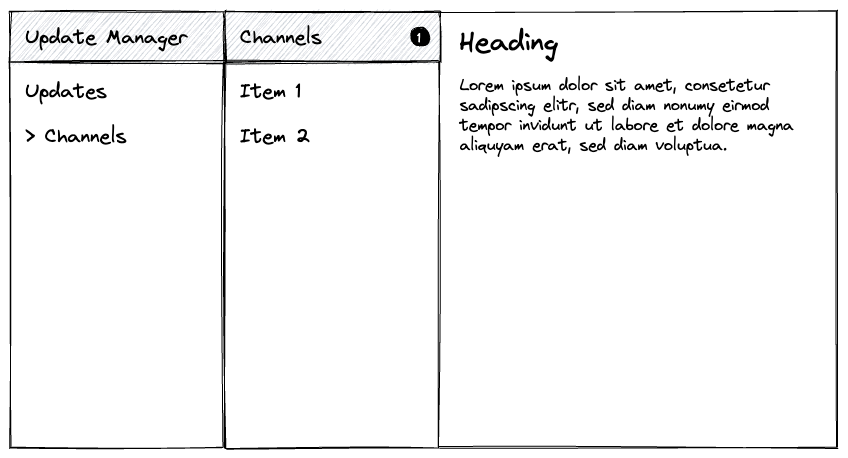 Update Manager
Updates
> Channels
Channels 1
Item 1
Item 2
Heading
Lorem ipsum dolor sit amet, consetetur
sadipscing elitr, sed diam nonumy eirmod
tempor invidunt ut labore et dolore magna
aliquyam erat, sed diam voluptua.